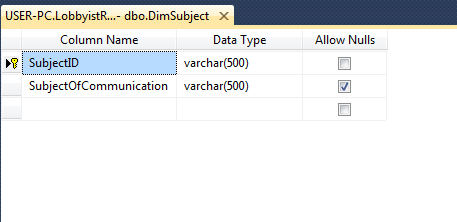 USER-PC.LobbyistR...- dbo.DimSubject
Column Name Data Type Allow Nulls
SubjectID varchar(500)
SubjectOfCommunication varchar(500)